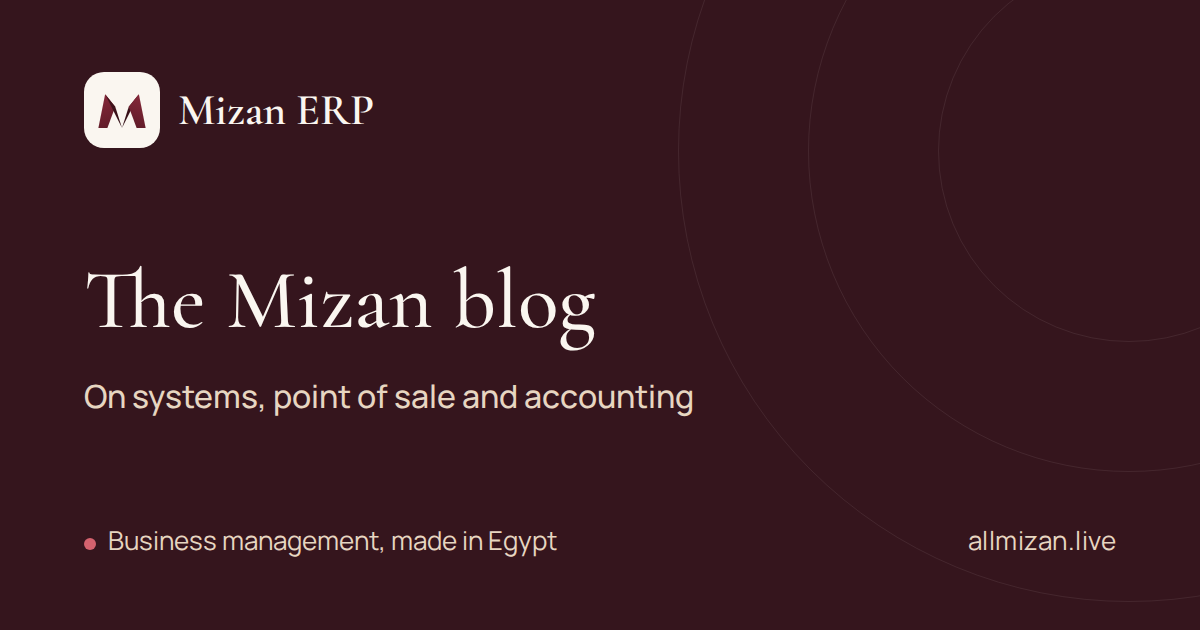 Mizan ERP
The Mizan blog
On systems, point of sale and accounting
Business management, made in Egypt
allmizan.live